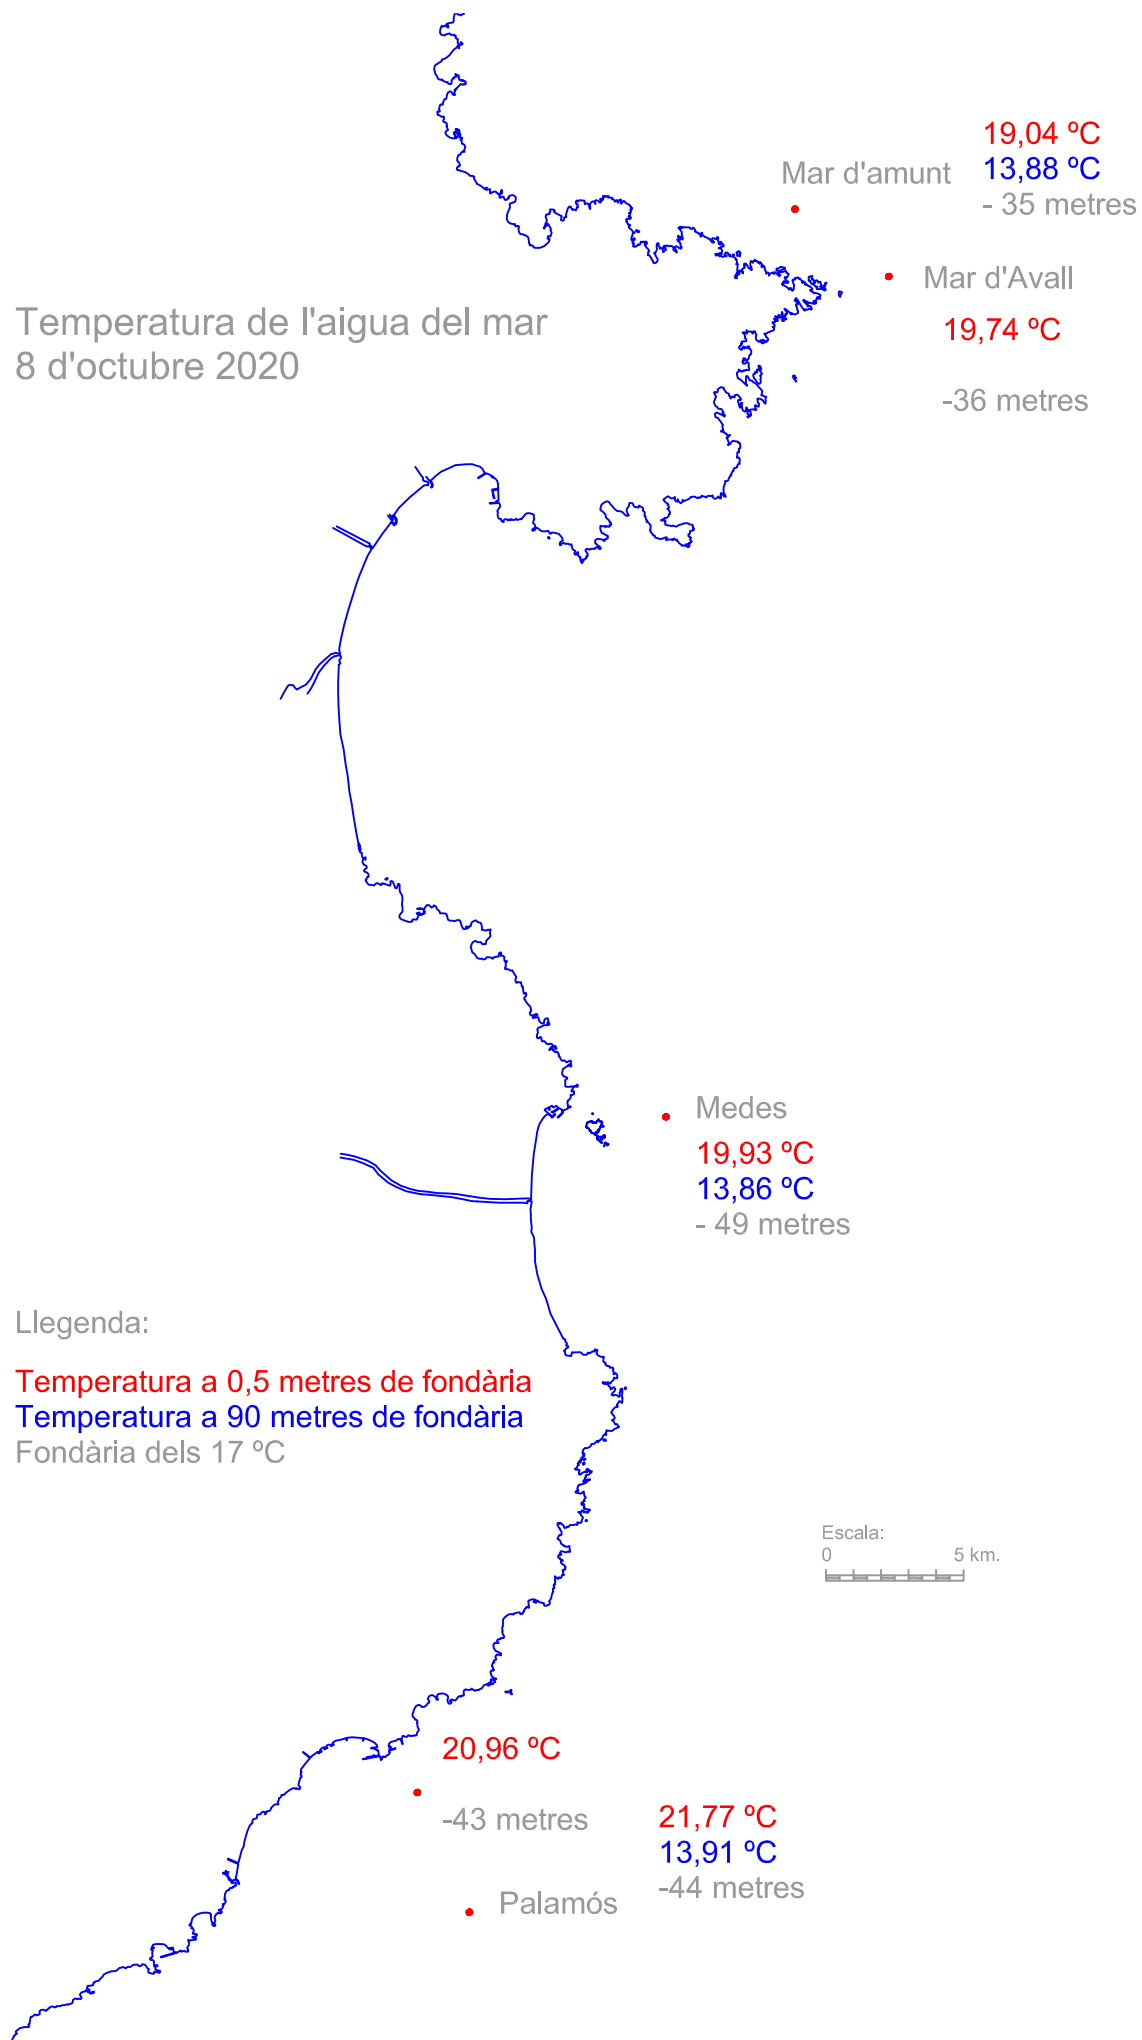 19,04 ºC
13,88 ºC
Mar d'amunt
- 35 metres
Mar d'Avall
19,74 ºC
-36 metres
Temperatura de l'aigua del mar
8 d'octubre 2020
Medes
19,93 ºC
13,86 ºC
- 49 metres
Llegenda:
Temperatura a 0,5 metres de fondària
Temperatura a 90 metres de fondària
Fondària dels 17 ºC
Escala:
0 5 km.
20,96 ºC
-43 metres
21,77 ºC
13,91 ºC
-44 metres
Palamós